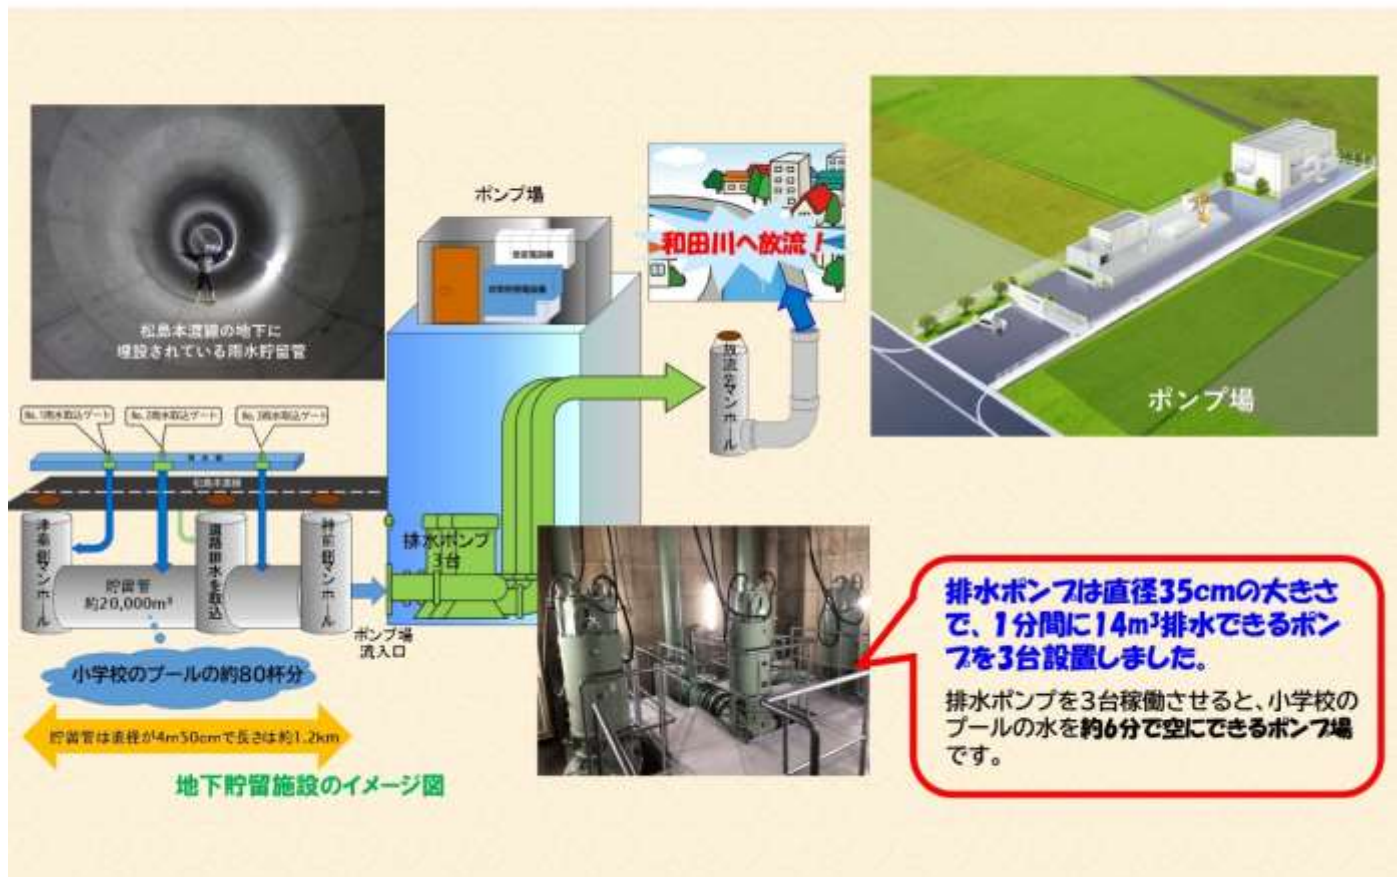 松島本渡線の地下に
埋設されている雨水貯留管
ポンプ場
和田川へ放流!
ポンプ場
No.1雨水取込ゲート
No.2雨水取込ゲート
No.3雨水取込ゲート
松島本渡線
マンホール
道路排水を取込
マンホール
貯留管
約20,000m³
排水ポンプ
3台
ポンプ場
流入口
放流先マンホール
小学校のプールの約80杯分
貯留管は直径が4m50cmで長さは約1.2km
地下貯留施設のイメージ図
排水ポンプは直径35cmの大きさ
で、1分間に14m³排水できるポン
プを3台設置しました。
排水ポンプを3台稼働させると、小学校の
プールの水を約6分で空にできるポンプ場
です。